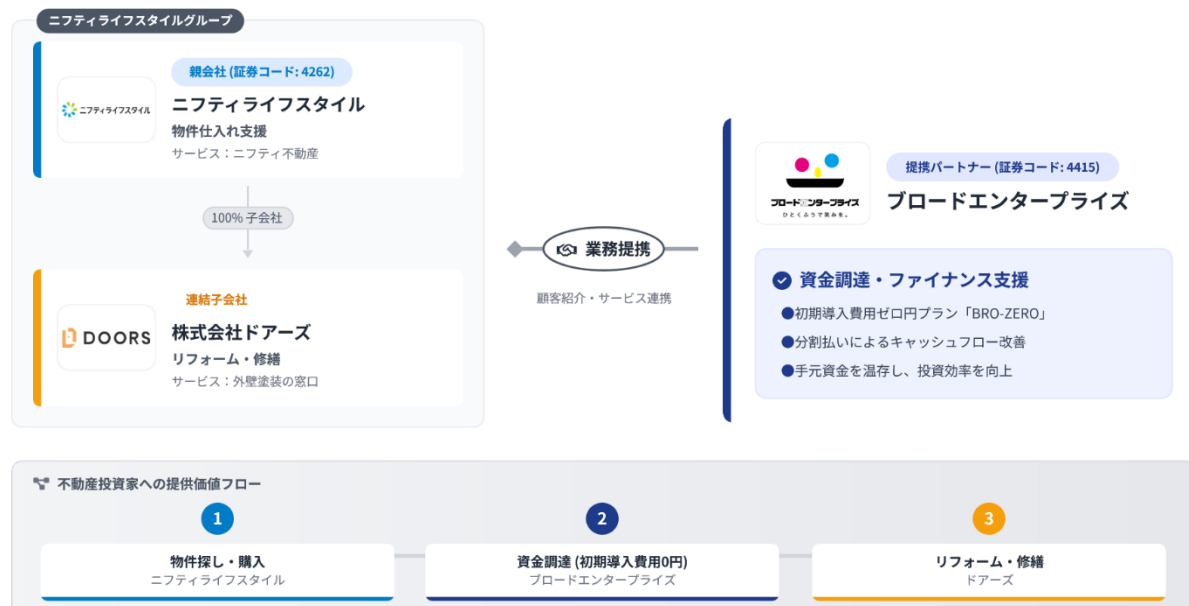 ニフティライフスタイルグループ
親会社 (証券コード: 4262)
ニフティライフスタイル
ニフティライフスタイル
物件仕入れ支援
サービス：ニフティ不動産
100% 子会社
連結子会社
DOORS
株式会社ドアーズ
リフォーム・修繕
サービス：外壁塗装の窓口
業務提携
顧客紹介・サービス連携
提携パートナー (証券コード: 4415)
ブロードエンタープライズ
ひとくふうで笑みを。
ブロードエンタープライズ
資金調達・ファイナンス支援
●初期導入費用ゼロ円プラン「BRO-ZERO」
●分割払いによるキャッシュフロー改善
●手元資金を温存し、投資効率を向上
不動産投資家への提供価値フロー
1
物件探し・購入
ニフティライフスタイル
2
資金調達 (初期導入費用0円)
ブロードエンタープライズ
3
リフォーム・修繕
ドアーズ